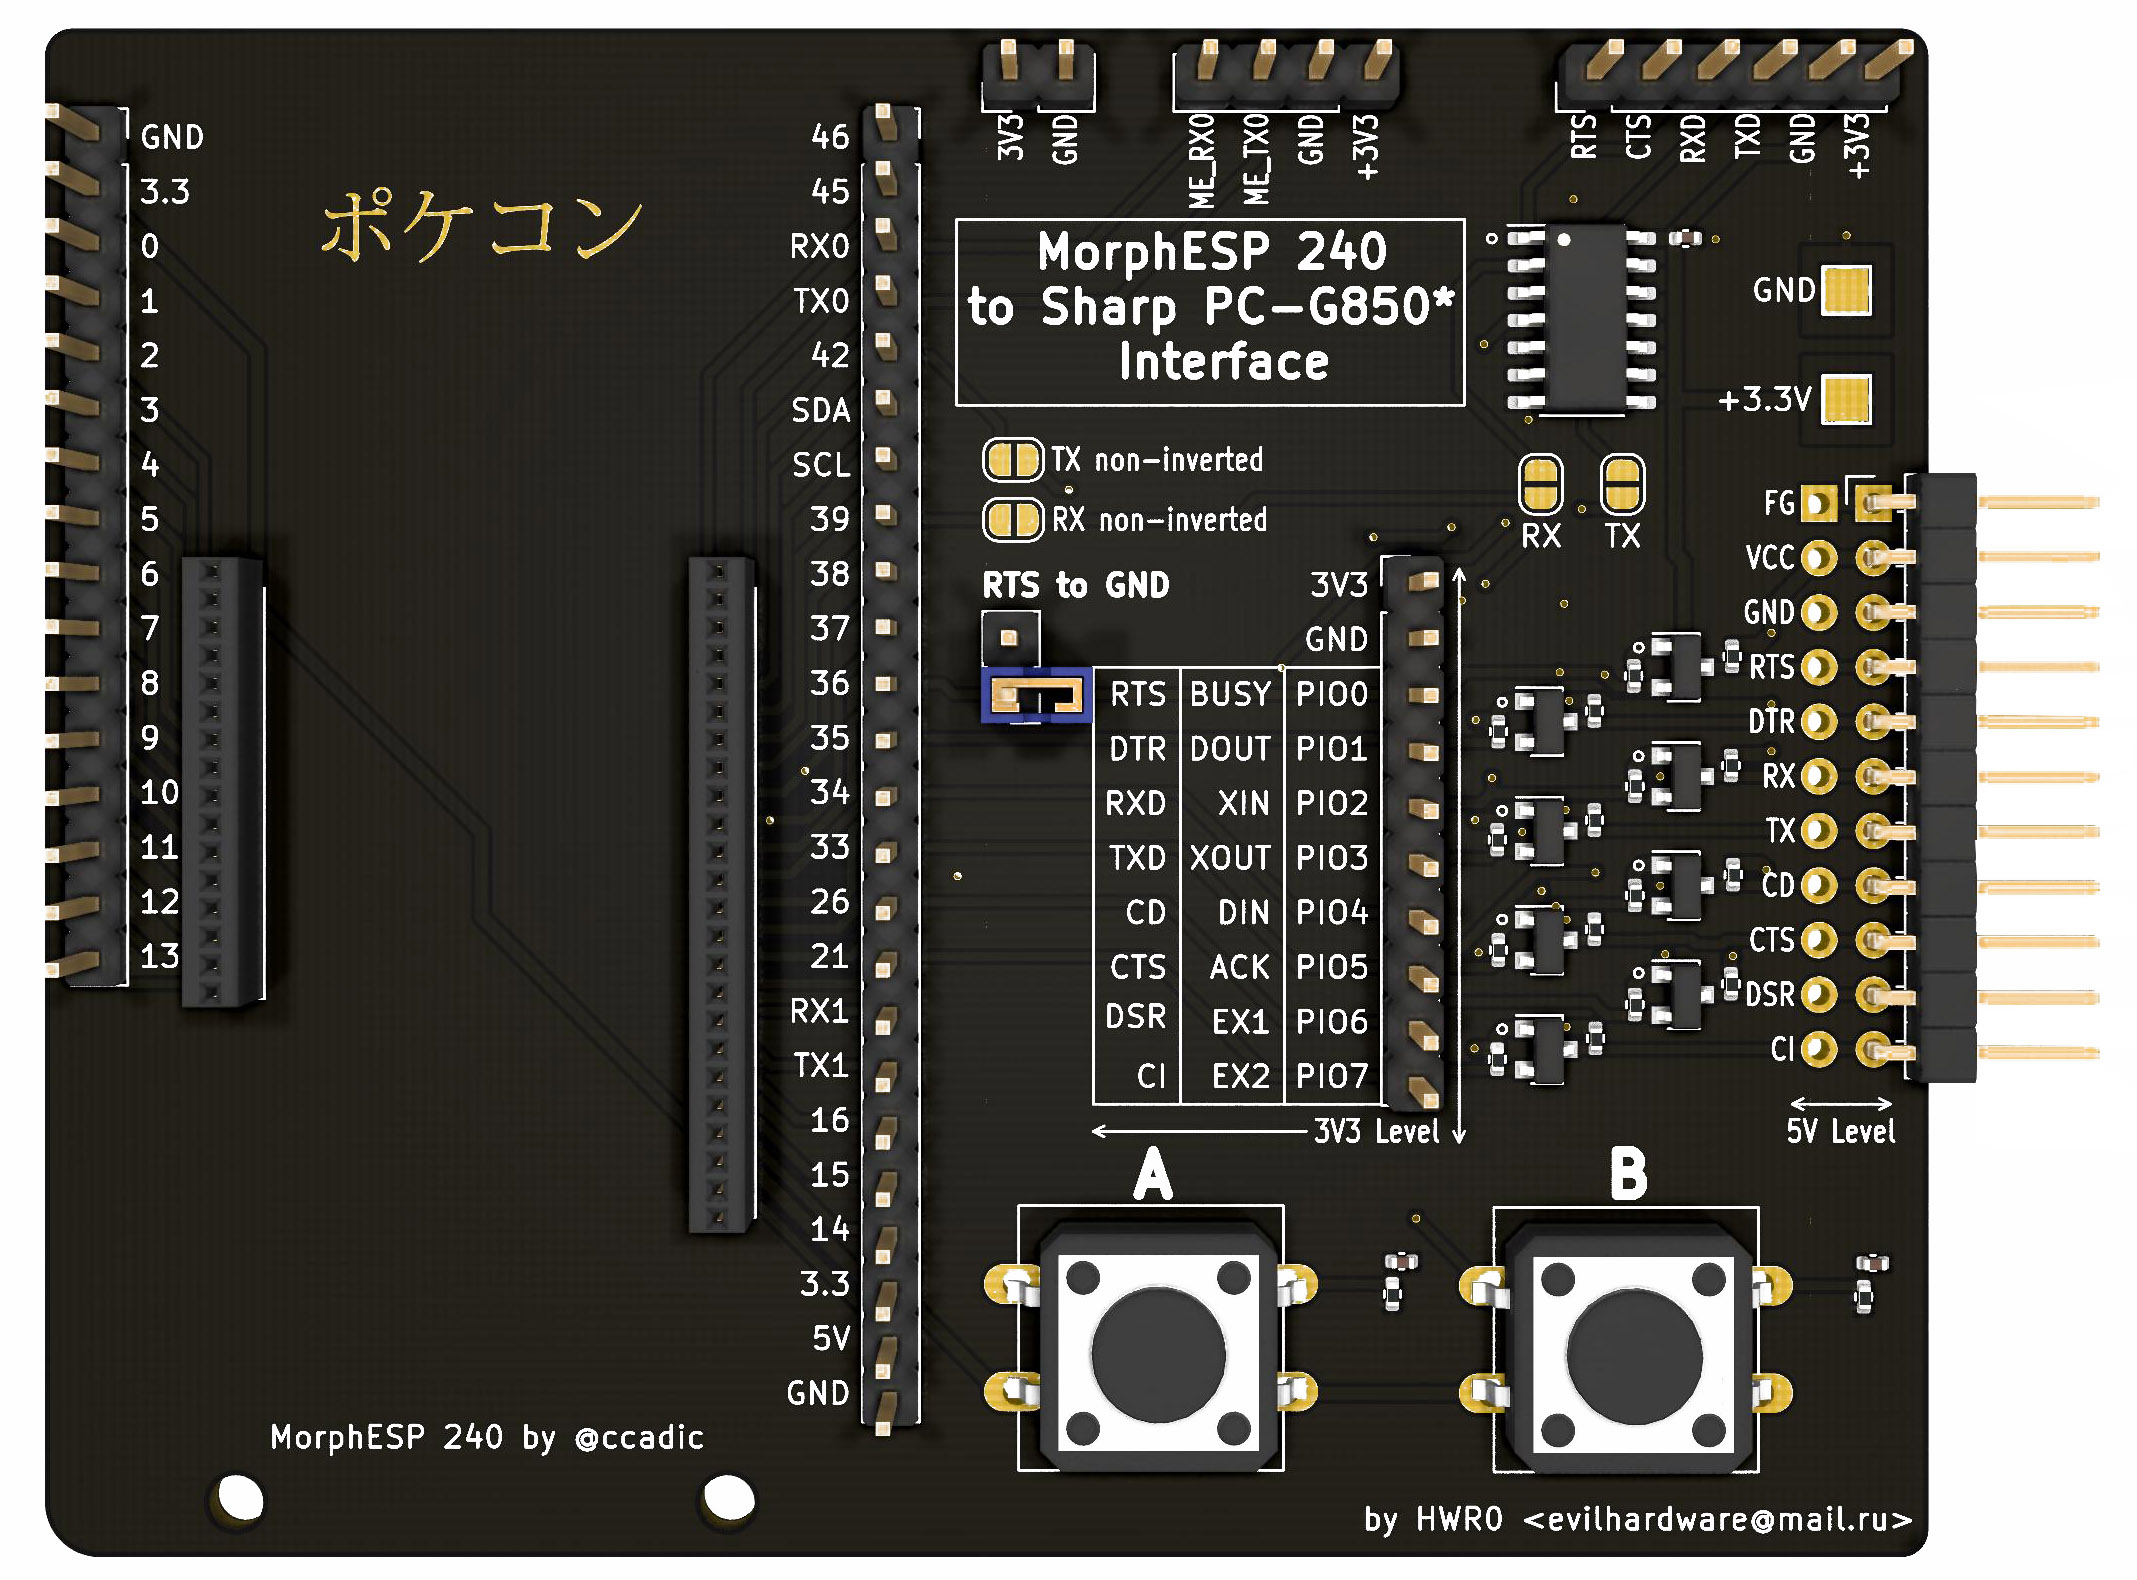 GND
3.3
0
1
2
3
4
5
6
7
8
9
10
11
12
13
ポケコン
46
45
RX0
TX0
42
SDA
SCL
39
38
37
36
35
34
33
26
21
RX1
TX1
16
15
14
3.3
5V
GND
3V3
GND
ME_RX0
ME_TX0
GND
+3V3
RTS
CTS
RXD
TXD
GND
+3V3
MorphESP 240
to Sharp PC-G850*
Interface
GND
+3.3V
TX non-inverted
RX non-inverted
RX
TX
RTS to GND
3V3
GND
RTS BUSY PIO0
DTR DOUT PIO1
RXD XIN PIO2
TXD XOUT PIO3
CD DIN PIO4
CTS ACK PIO5
DSR EX1 PIO6
CI EX2 PIO7
3V3 Level
FG
VCC
GND
RTS
DTR
RX
TX
CD
CTS
DSR
CI
5V Level
A
B
MorphESP 240 by @ccadic
by HWR0 <evilhardware@mail.ru>